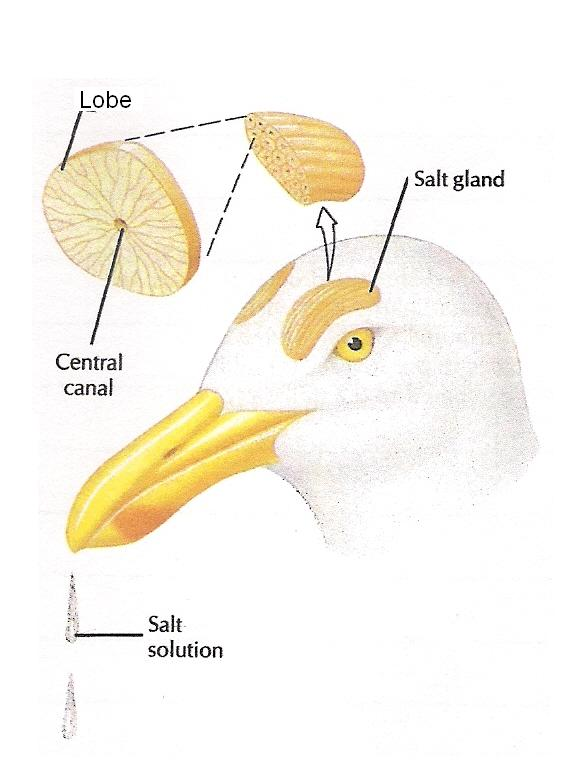 Lobe
Salt gland
Central
canal
Salt
solution